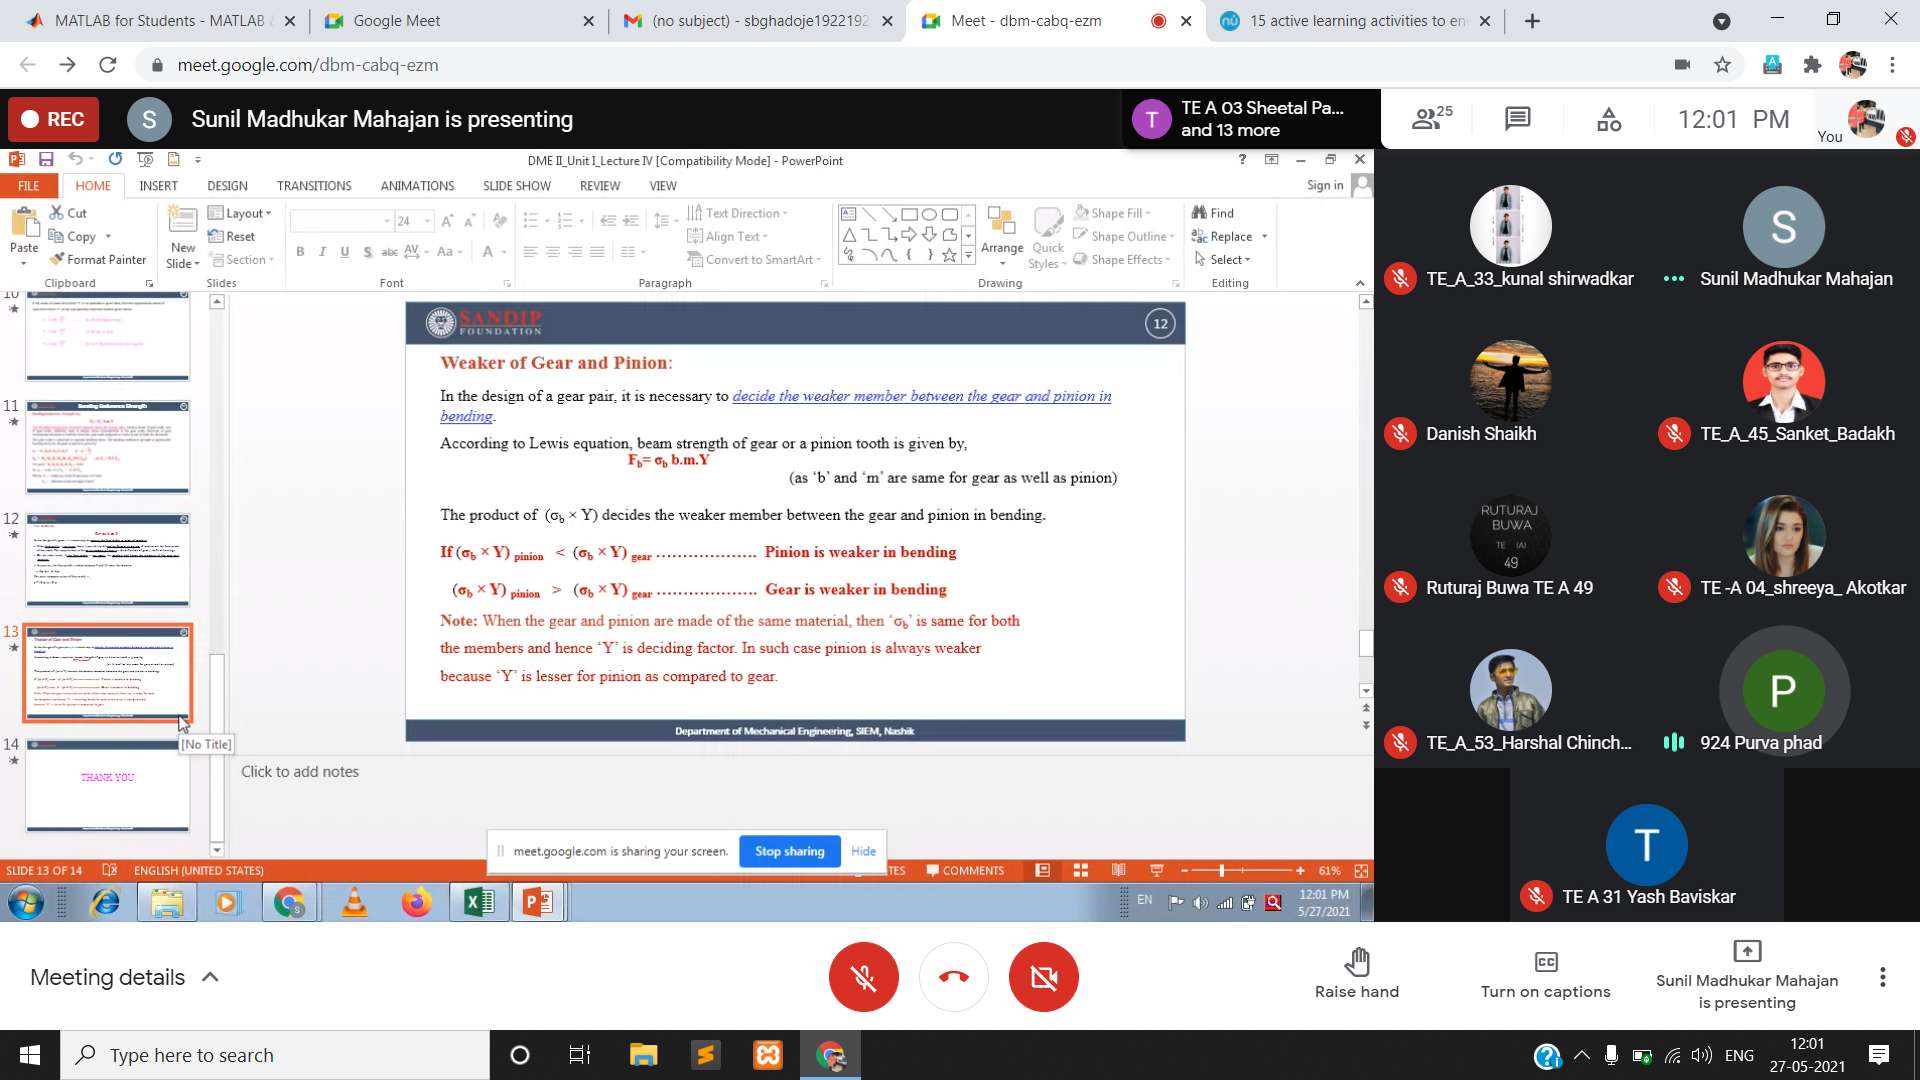 MATLAB for Students - MATLAB &
Google Meet
(no subject) - sbghadoje1922192
Meet - dbm-cabq-ezm
15 active learning activities to en
meet.google.com/dbm-cabq-ezm
REC
S
Sunil Madhukar Mahajan is presenting
T
TE A 03 Sheetal Pa...
and 13 more
25
12:01 PM
You
DME II_Unit I_Lecture IV [Compatibility Mode] - PowerPoint
FILE HOME INSERT DESIGN TRANSITIONS ANIMATIONS SLIDE SHOW REVIEW VIEW
Sign in
Paste
Cut
Copy
Format Painter
Clipboard
New
Slide
Layout
Reset
Section
Slides
24
Font
Text Direction
Align Text
Convert to SmartArt
Paragraph
Arrange
Quick
Styles
Shape Fill
Shape Outline
Shape Effects
Drawing
Find
Replace
Select
Editing
10
11
Bending Endurance Strength
12
13
[No Title]
14
THANK YOU
SANDIP
FOUNDATION
12
Weaker of Gear and Pinion:
In the design of a gear pair, it is necessary to decide the weaker member between the gear and pinion in
bending.
According to Lewis equation, beam strength of gear or a pinion tooth is given by,
Fb= σb b.m.Y
(as ‘b’ and ‘m’ are same for gear as well as pinion)
The product of (σb × Y) decides the weaker member between the gear and pinion in bending.
If (σb × Y) pinion < (σb × Y) gear ................... Pinion is weaker in bending
(σb × Y) pinion > (σb × Y) gear ................... Gear is weaker in bending
Note: When the gear and pinion are made of the same material, then ‘σb’ is same for both
the members and hence ‘Y’ is deciding factor. In such case pinion is always weaker
because ‘Y’ is lesser for pinion as compared to gear.
Department of Mechanical Engineering, SIEM, Nashik
Click to add notes
meet.google.com is sharing your screen.
Stop sharing
Hide
SLIDE 13 OF 14
ENGLISH (UNITED STATES)
TES
COMMENTS
61%
EN
12:01 PM
5/27/2021
TE_A_33_kunal shirwadkar
S
Sunil Madhukar Mahajan
Danish Shaikh
TE_A_45_Sanket_Badakh
RUTURAJ
BUWA
TE (A)
49
Ruturaj Buwa TE A 49
TE -A 04_shreeya_ Akotkar
TE_A_53_Harshal Chinch...
P
924 Purva phad
T
TE A 31 Yash Baviskar
Meeting details
Raise hand
CC
Turn on captions
Sunil Madhukar Mahajan
is presenting
Type here to search
ENG
12:01
27-05-2021